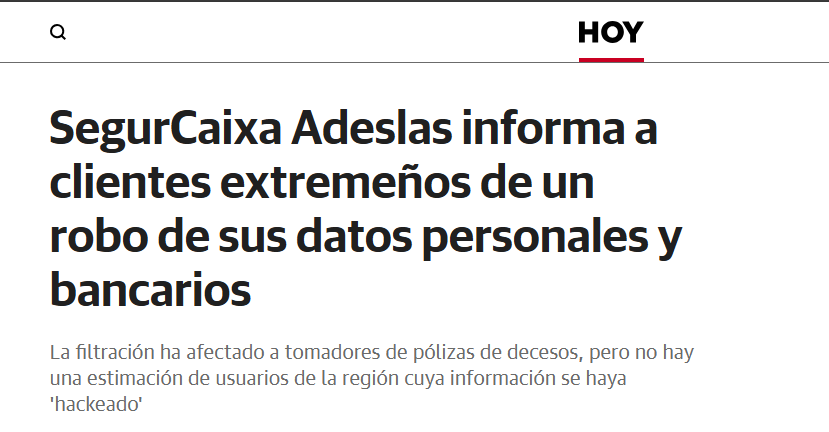 HOY
SegurCaixa Adeslas informa a
clientes extremeños de un
robo de sus datos personales y
bancarios
La filtración ha afectado a tomadores de pólizas de decesos, pero no hay
una estimación de usuarios de la región cuya información se haya
'hackeado'